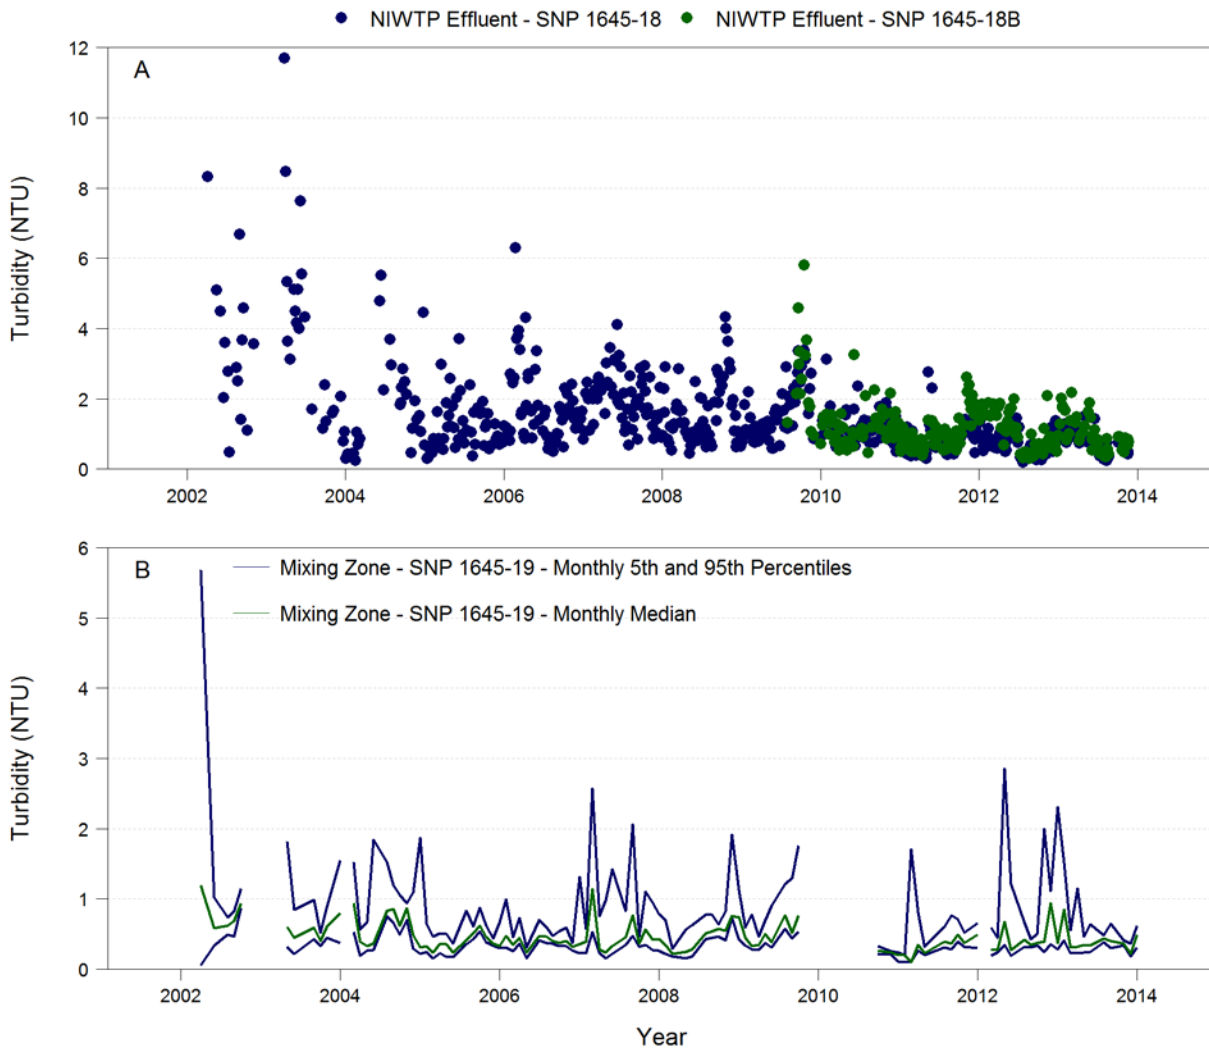 NIWTP Effluent - SNP 1645-18 NIWTP Effluent - SNP 1645-18B
A
12
10
8
6
4
2
0
Turbidity (NTU)
2002 2004 2006 2008 2010 2012 2014
B
Mixing Zone - SNP 1645-19 - Monthly 5th and 95th Percentiles
Mixing Zone - SNP 1645-19 - Monthly Median
6
5
4
3
2
1
0
Turbidity (NTU)
2002 2004 2006 2008 2010 2012 2014
Year